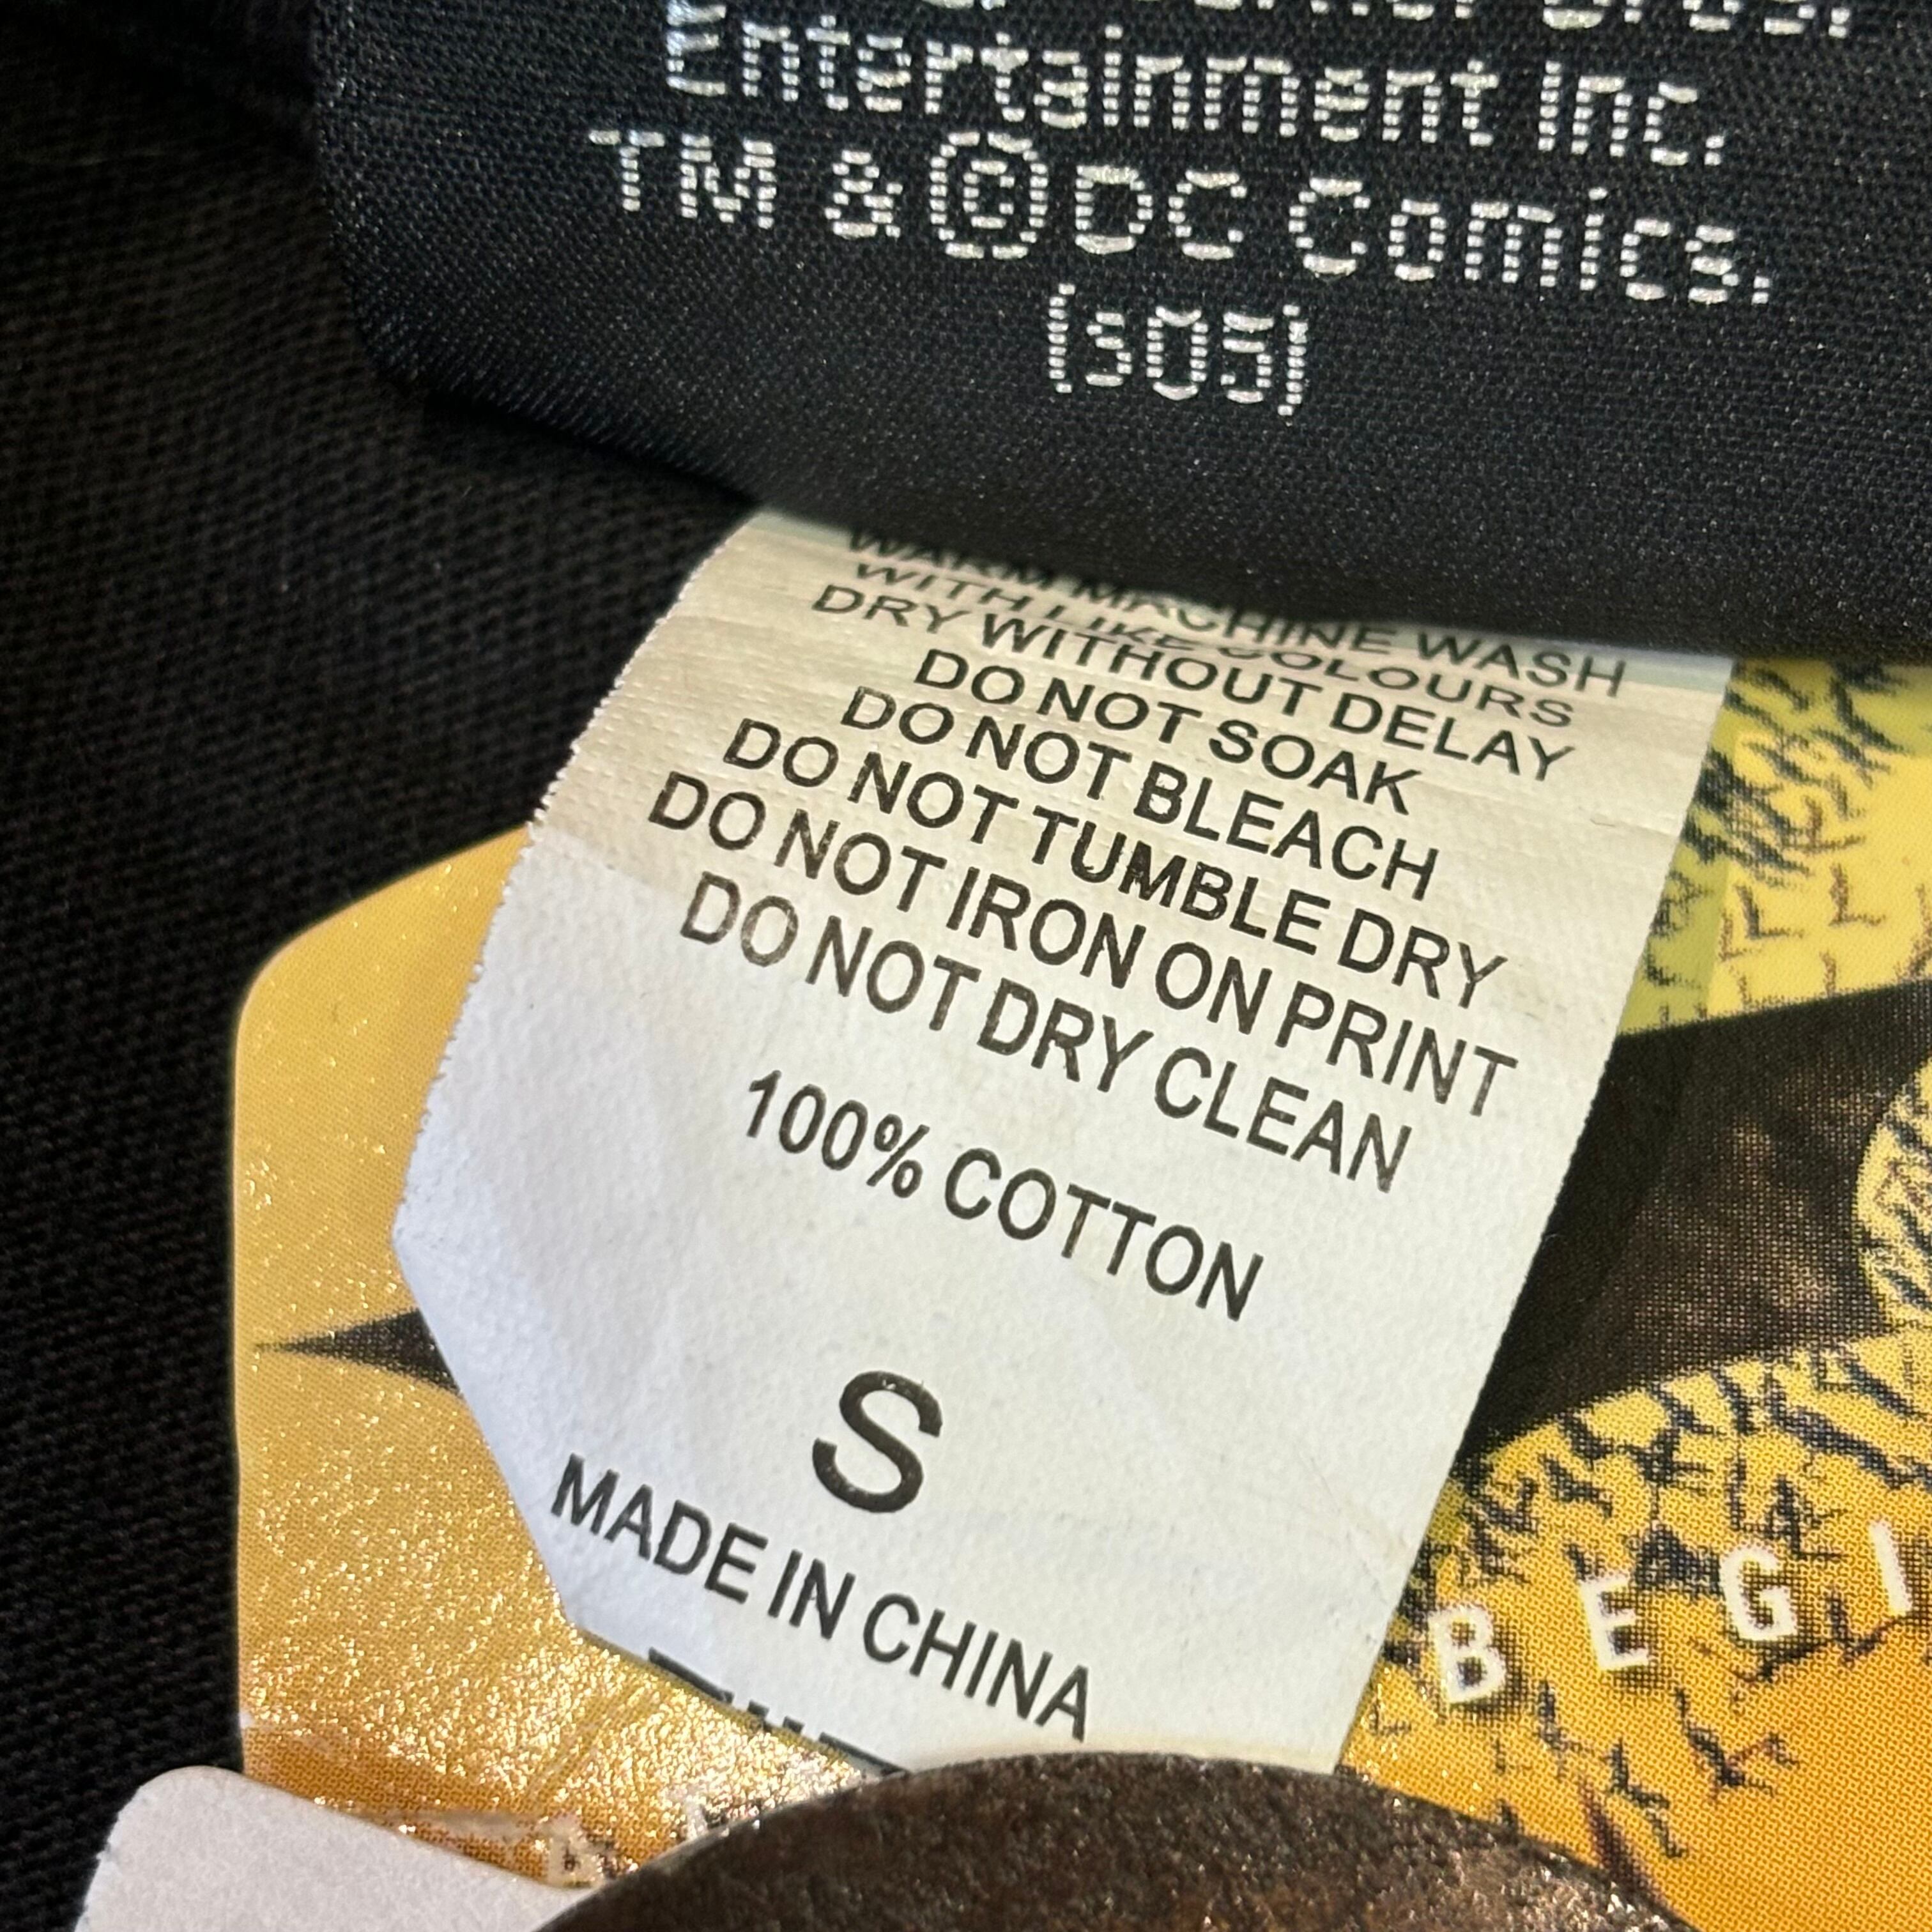 Entertainment Inc.
TM & © DC Comics.
(s05)
WARM MACHINE WASH
WITH LIKE COLOURS
DRY WITHOUT DELAY
DO NOT SOAK
DO NOT BLEACH
DO NOT TUMBLE DRY
DO NOT IRON ON PRINT
DO NOT DRY CLEAN
100% COTTON
S
MADE IN CHINA
BEGI